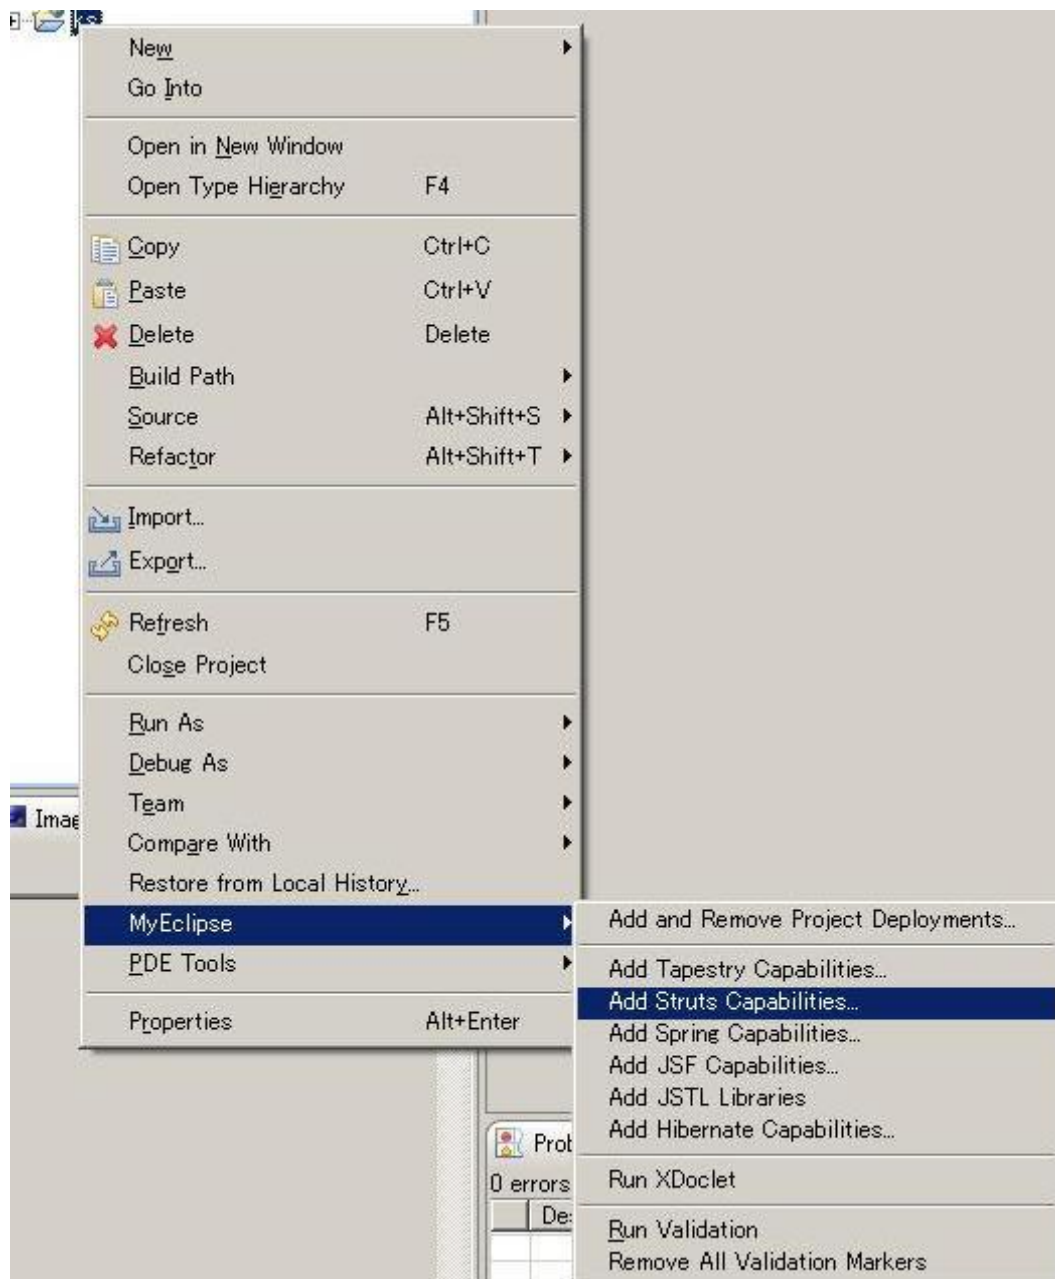 New
Go Into
Open in New Window
Open Type Hierarchy F4
Copy Ctrl+C
Paste Ctrl+V
Delete Delete
Build Path
Source Alt+Shift+S
Refactor Alt+Shift+T
Import...
Export...
Refresh F5
Close Project
Run As
Debug As
Team
Compare With
Restore from Local History...
MyEclipse
PDE Tools
Properties Alt+Enter
Imag
Add and Remove Project Deployments...
Add Tapestry Capabilities...
Add Struts Capabilities...
Add Spring Capabilities...
Add JSF Capabilities...
Add JSTL Libraries
Add Hibernate Capabilities...
Run XDoclet
Run Validation
Remove All Validation Markers
Prob
0 errors
Des